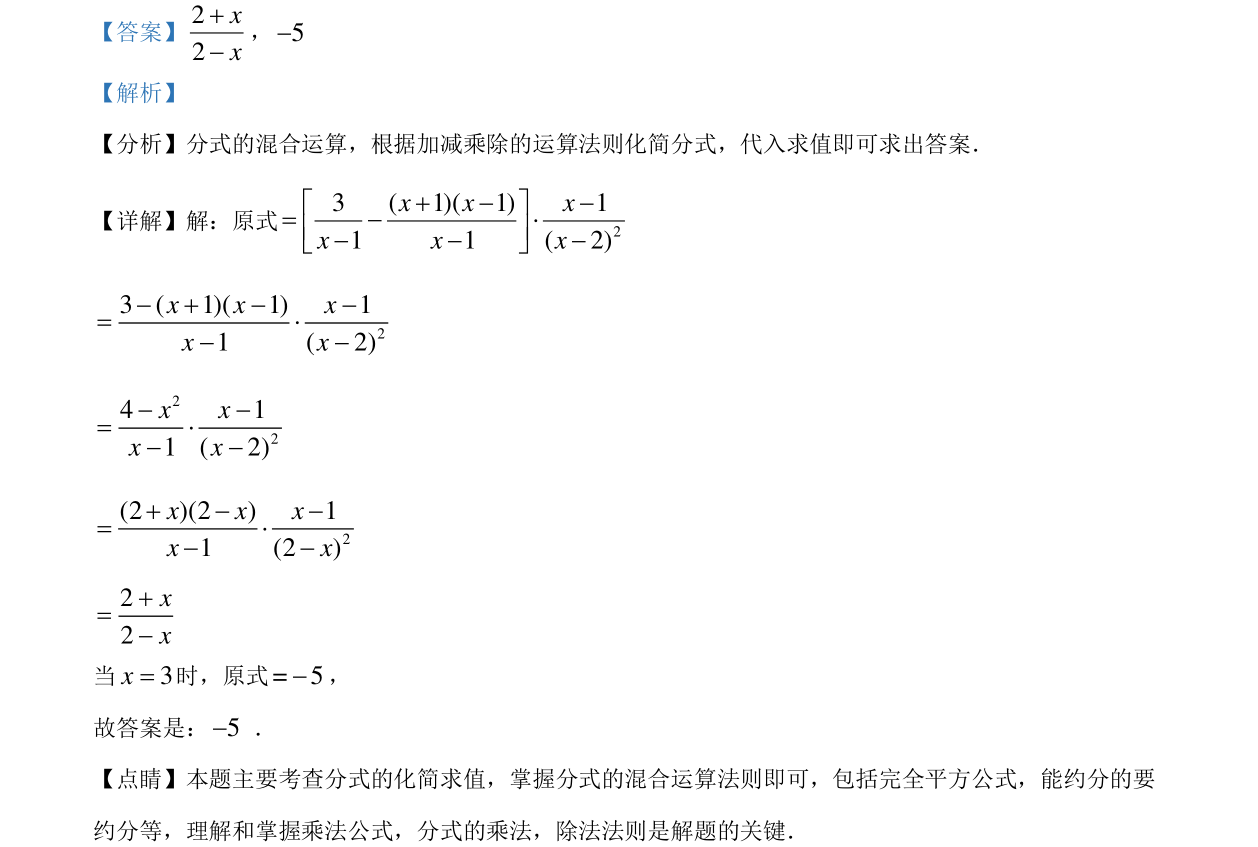 【答案】$\frac{2+x}{2-x}$，$-5$
【解析】
【分析】分式的混合运算，根据加减乘除的运算法则化简分式，代入求值即可求出答案．
【详解】解：原式$=\left[\frac{3}{x-1}-\frac{(x+1)(x-1)}{x-1}\right]\cdot\frac{x-1}{(x-2)^2}$
$=\frac{3-(x+1)(x-1)}{x-1}\cdot\frac{x-1}{(x-2)^2}$
$=\frac{4-x^2}{x-1}\cdot\frac{x-1}{(x-2)^2}$
$=\frac{(2+x)(2-x)}{x-1}\cdot\frac{x-1}{(2-x)^2}$
$=\frac{2+x}{2-x}$
当$x=3$时，原式$=-5$，
故答案是：$-5$．
【点睛】本题主要考查分式的化简求值，掌握分式的混合运算法则即可，包括完全平方公式，能约分的要
约分等，理解和掌握乘法公式，分式的乘法，除法法则是解题的关键．